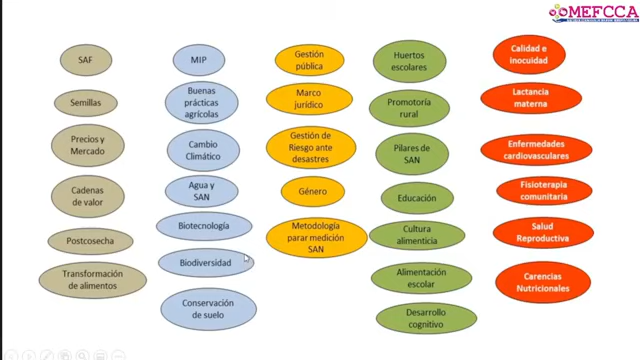 MEFCCA
SAF
Semillas
Precios y
Mercado
Cadenas
de valor
Postcosecha
Transformación
de alimentos
MIP
Buenas
prácticas
agrícolas
Cambio
Climático
Agua y
SAN
Biotecnología
Biodiversidad
Conservación
de suelo
Gestión
pública
Marco
jurídico
Gestión de
Riesgo ante
desastres
Género
Metodología
parar medición
SAN
Huertos
escolares
Promotoría
rural
Pilares de
SAN
Educación
Cultura
alimenticia
Alimentación
escolar
Desarrollo
cognitivo
Calidad e
inocuidad
Lactancia
materna
Enfermedades
cardiovasculares
Fisioterapia
comunitaria
Salud
Reproductiva
Carencias
Nutricionales